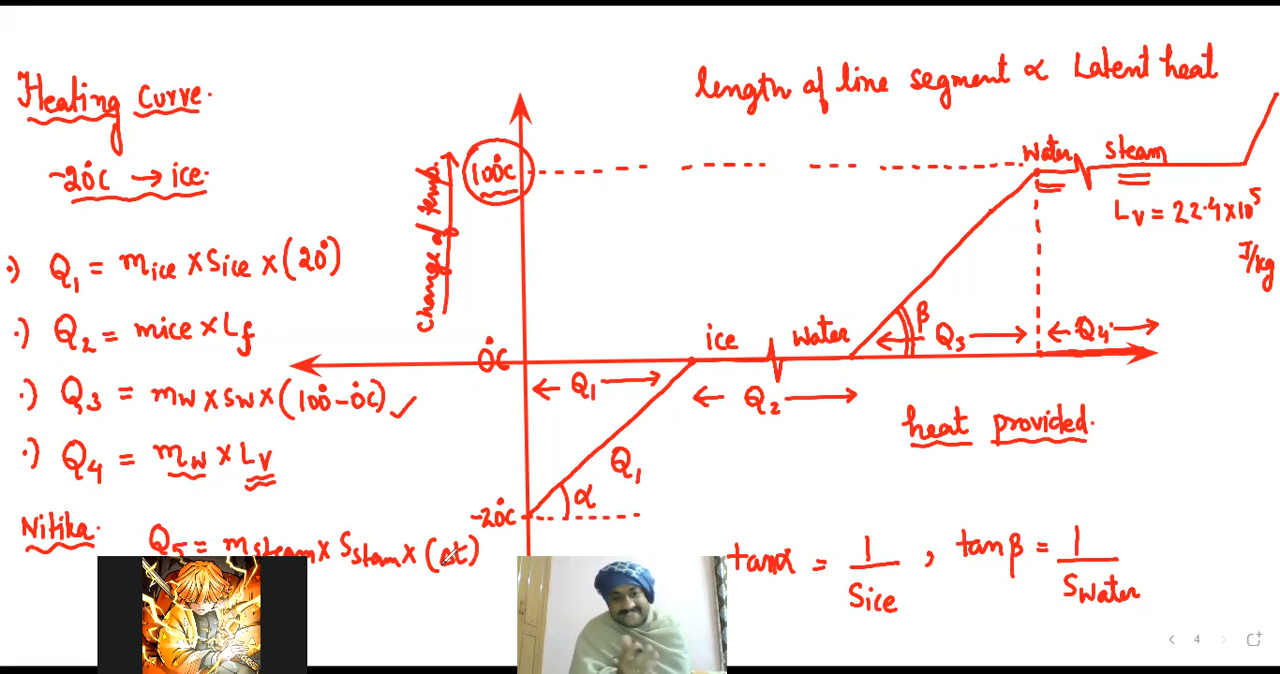 Heating Curve.
-20°C → ice.
·) Q1 = mice × Sice × (20°)
·) Q2 = mice × Lf
·) Q3 = mw × Sw × (100° - 0°C) ✓
·) Q4 = mw × Lv
Nitika.
Q5 = msteam × Sstam × (Δt)
length of line segment ∝ Latent heat
change of temp.
100°C
Water
steam
Lv = 22.4×10^5
J/kg
0°C
ice
Water
β
Q1
Q2
Q3
Q4
heat provided.
Q1
α
-20°C
tanα = 1/Sice , tanβ = 1/Swater
4